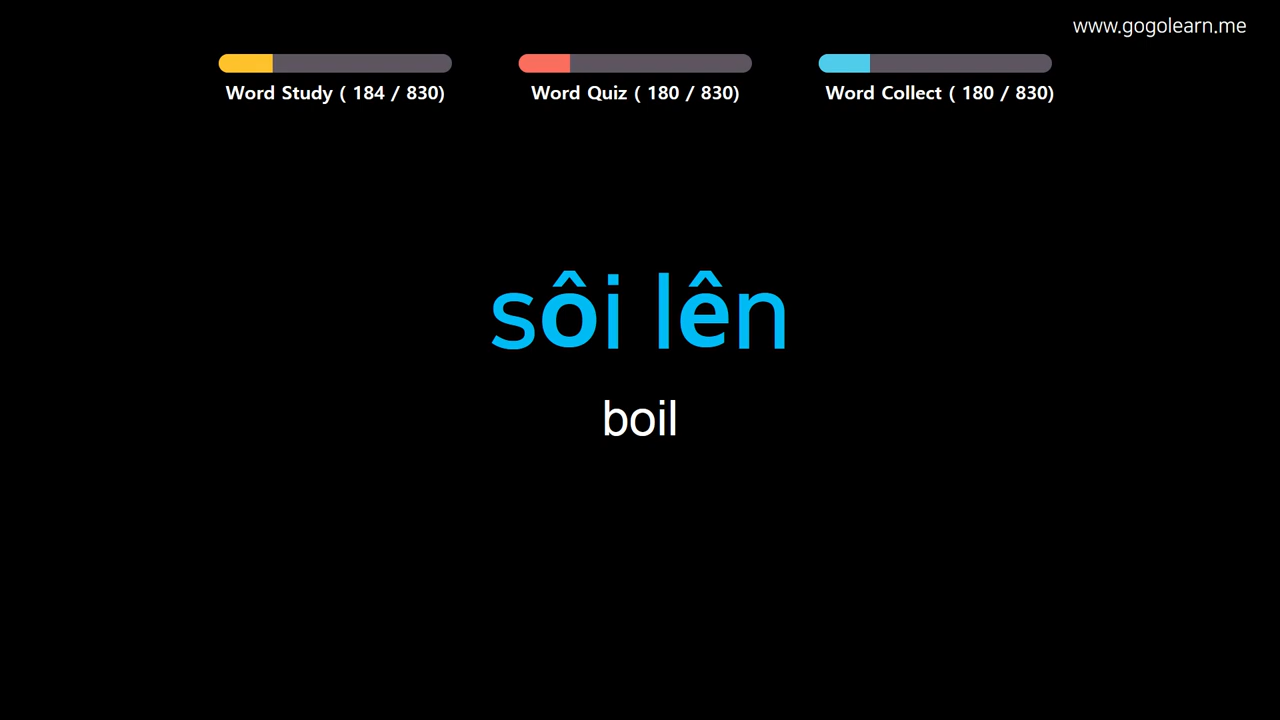 www.gogolearn.me
Word Study ( 184 / 830)
Word Quiz ( 180 / 830)
Word Collect ( 180 / 830)
sôi lên
boil